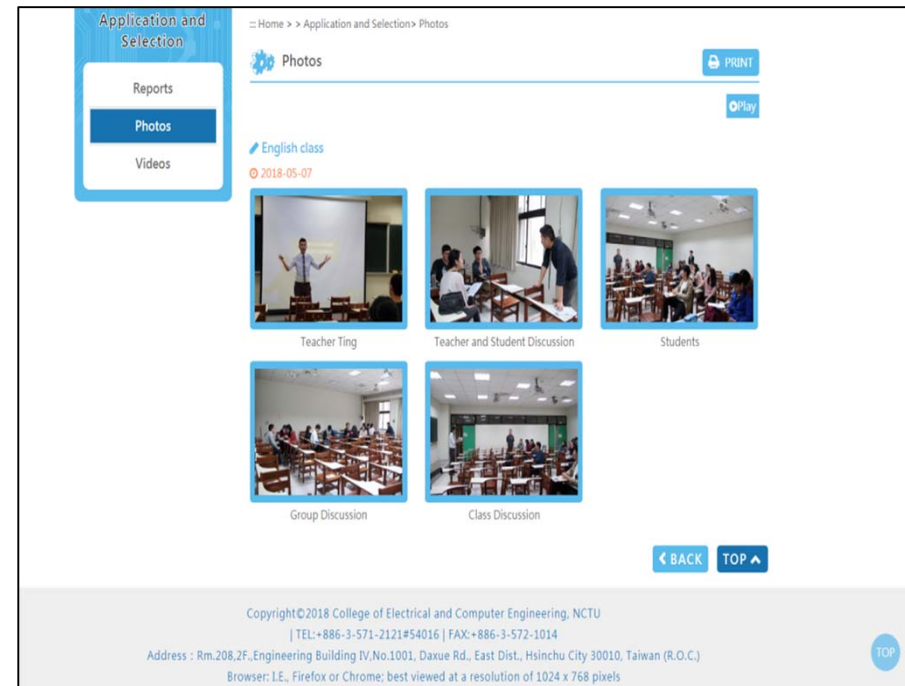 Application and
Selection
Reports
Photos
Videos
::: Home > > Application and Selection> Photos
Photos
PRINT
Play
English class
2018-05-07
Teacher Ting
Teacher and Student Discussion
Students
Group Discussion
Class Discussion
BACK
TOP
Copyright©2018 College of Electrical and Computer Engineering, NCTU
| TEL:+886-3-571-2121#54016 | FAX:+886-3-572-1014
Address : Rm.208,2F.,Engineering Building IV,No.1001, Daxue Rd., East Dist., Hsinchu City 30010, Taiwan (R.O.C.)
Browser: I.E., Firefox or Chrome; best viewed at a resolution of 1024 x 768 pixels
TOP